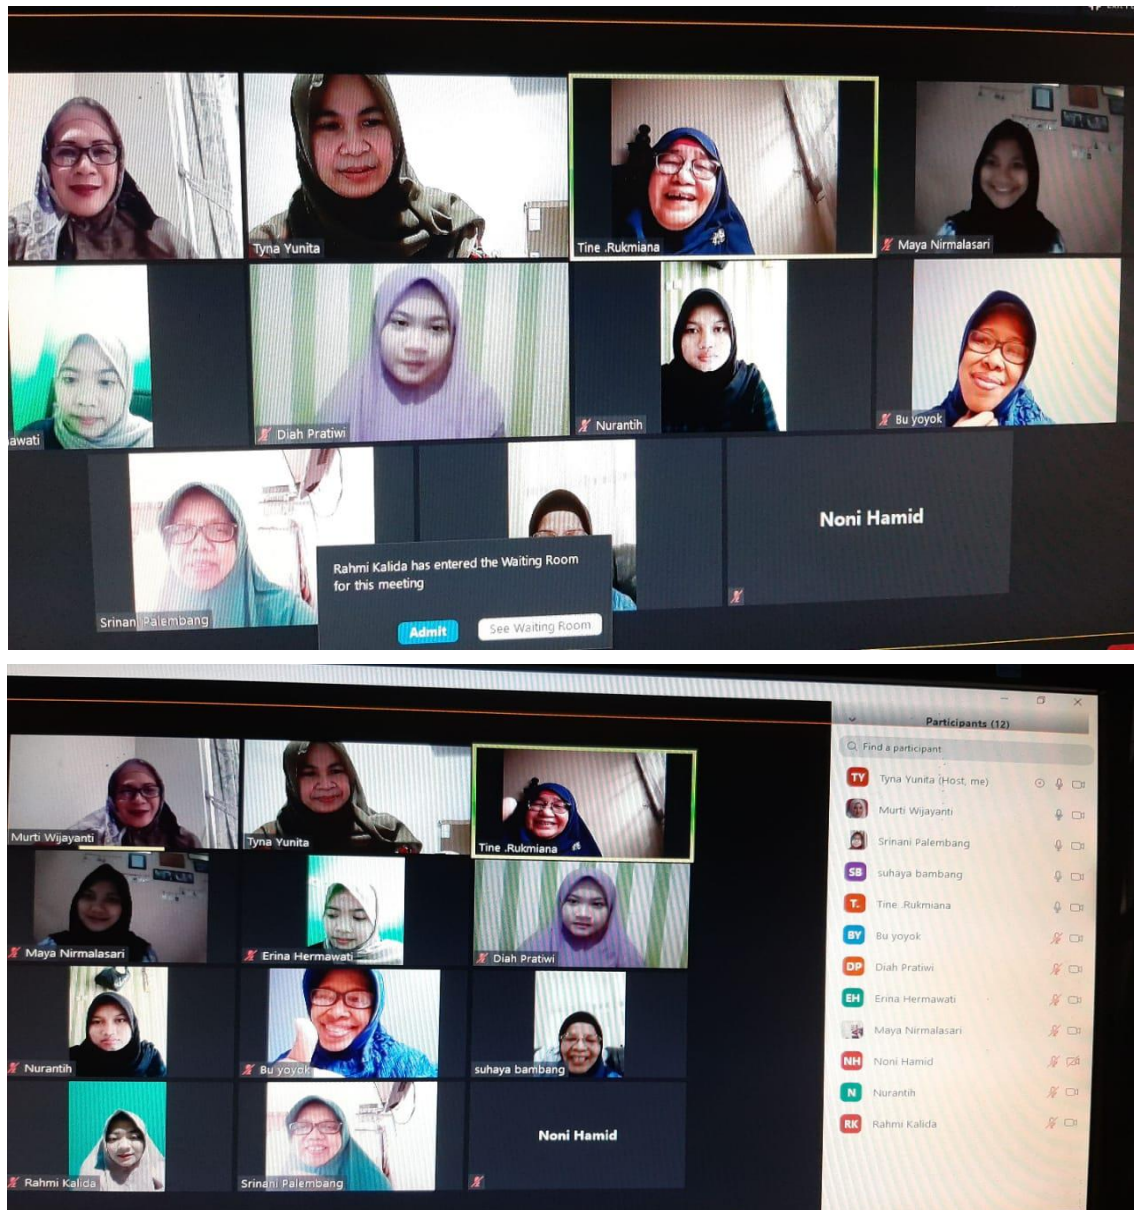 Tyna Yunita
Tine .Rukmiana
Maya Nirmalasari
awati
Diah Pratiwi
Nurantih
Bu yoyok
Srinani Palembang
Noni Hamid
Rahmi Kalida has entered the Waiting Room
for this meeting
Admit
See Waiting Room
Murti Wijayanti
Tyna Yunita
Tine .Rukmiana
Maya Nirmalasari
Erina Hermawati
Diah Pratiwi
Nurantih
Bu yoyok
suhaya bambang
Rahmi Kalida
Srinani Palembang
Noni Hamid
Participants (12)
Find a participant
TY Tyna Yunita (Host, me)
Murti Wijayanti
Srinani Palembang
SB suhaya bambang
T. Tine .Rukmiana
BY Bu yoyok
DP Diah Pratiwi
EH Erina Hermawati
Maya Nirmalasari
NH Noni Hamid
N Nurantih
RK Rahmi Kalida